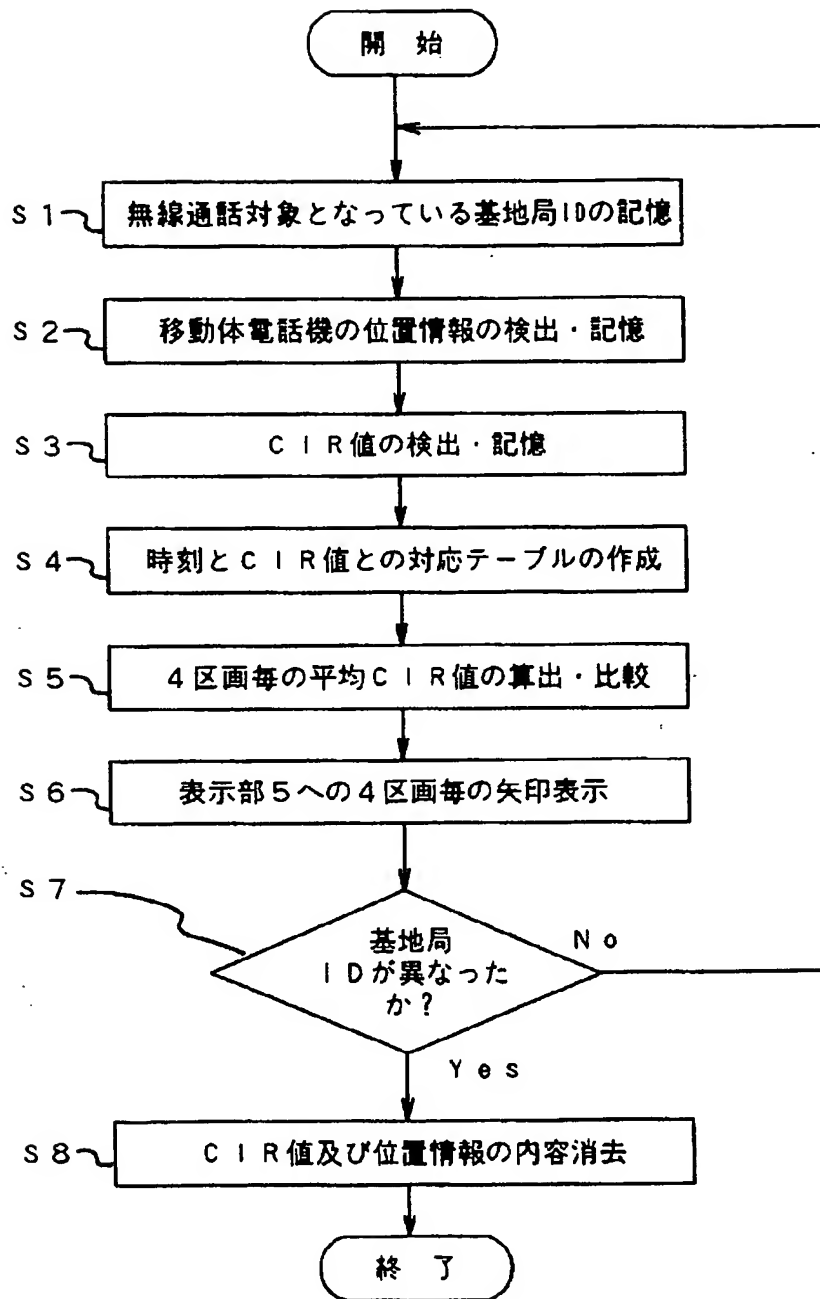 開 始
S1 無線通話対象となっている基地局IDの記憶
S2 移動体電話機の位置情報の検出・記憶
S3 CIR値の検出・記憶
S4 時刻とCIR値との対応テーブルの作成
S5 4区画毎の平均CIR値の算出・比較
S6 表示部5への4区画毎の矢印表示
S7
基地局
IDが異なった
か?
No
Yes
S8 CIR値及び位置情報の内容消去
終 了